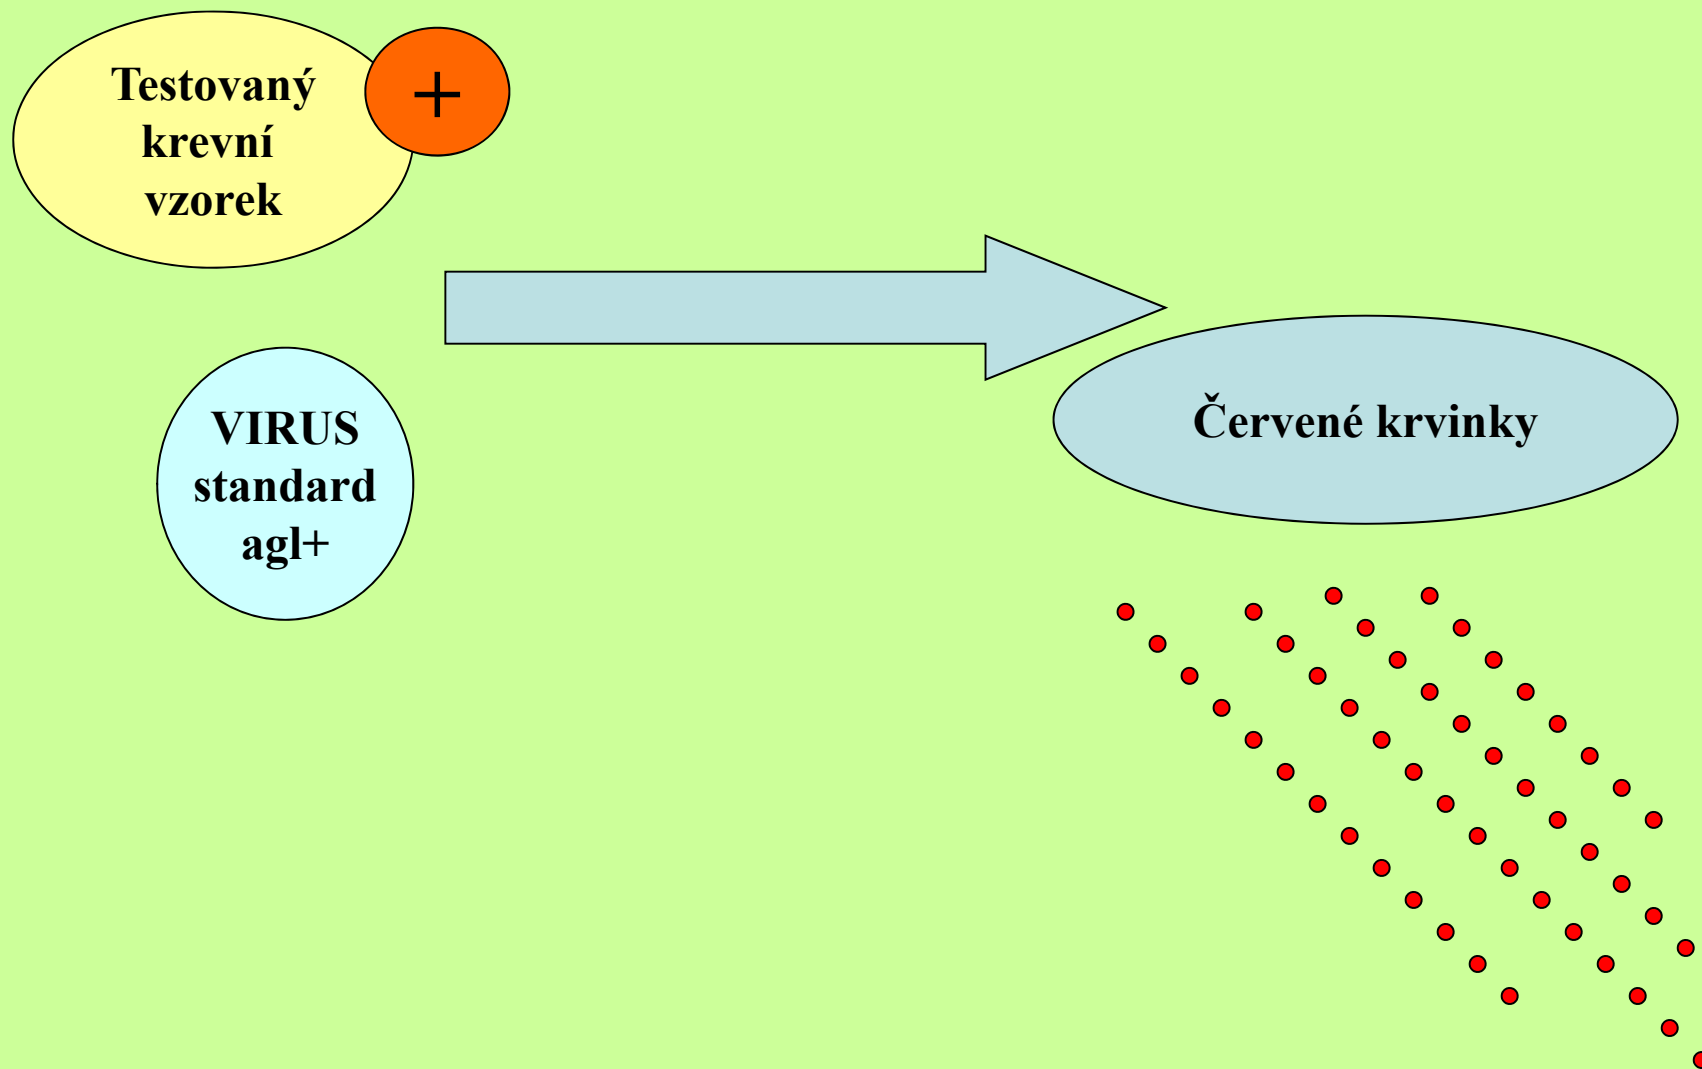 Testovaný
krevní
vzorek
+
VIRUS
standard
agl+
Červené krvinky